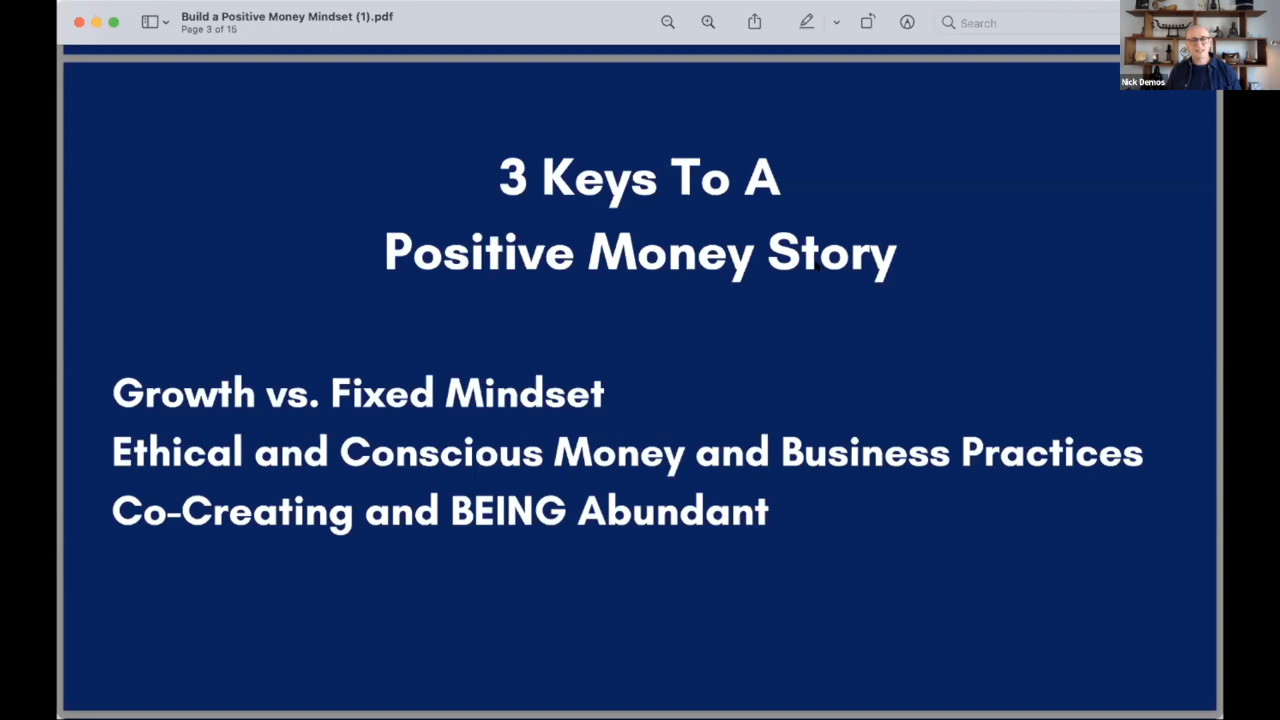 Build a Positive Money Mindset (1).pdf
Page 3 of 15
Search
Nick Demos
3 Keys To A
Positive Money Story
Growth vs. Fixed Mindset
Ethical and Conscious Money and Business Practices
Co-Creating and BEING Abundant